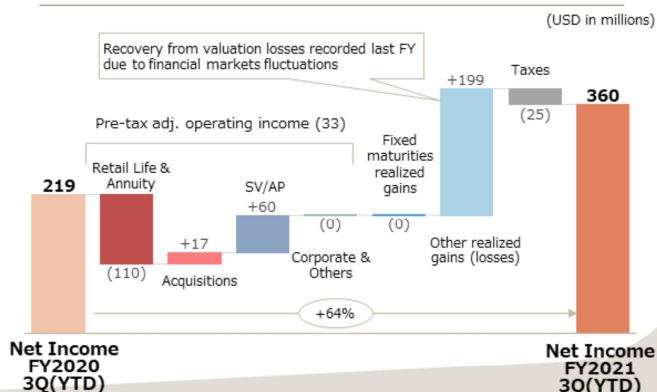 (USD in millions)
Recovery from valuation losses recorded last FY
due to financial markets fluctuations
+199
Taxes
(25)
360
Pre-tax adj. operating income (33)
Fixed
maturities
realized
gains
219
Retail Life &
Annuity
(110)
+17
Acquisitions
SV/AP
+60
(0)
Corporate &
Others
(0)
Other realized
gains (losses)
+64%
Net Income
FY2020
3Q(YTD)
Net Income
FY2021
3Q(YTD)